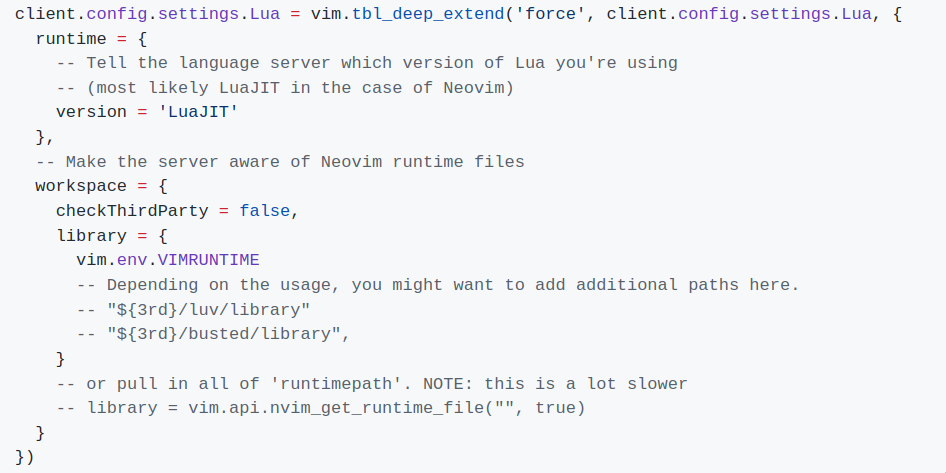 client.config.settings.Lua = vim.tbl_deep_extend('force', client.config.settings.Lua, {
  runtime = {
    -- Tell the language server which version of Lua you're using
    -- (most likely LuaJIT in the case of Neovim)
    version = 'LuaJIT'
  },
  -- Make the server aware of Neovim runtime files
  workspace = {
    checkThirdParty = false,
    library = {
      vim.env.VIMRUNTIME
      -- Depending on the usage, you might want to add additional paths here.
      -- "${3rd}/luv/library"
      -- "${3rd}/busted/library",
    }
    -- or pull in all of 'runtimepath'. NOTE: this is a lot slower
    -- library = vim.api.nvim_get_runtime_file("", true)
  }
})